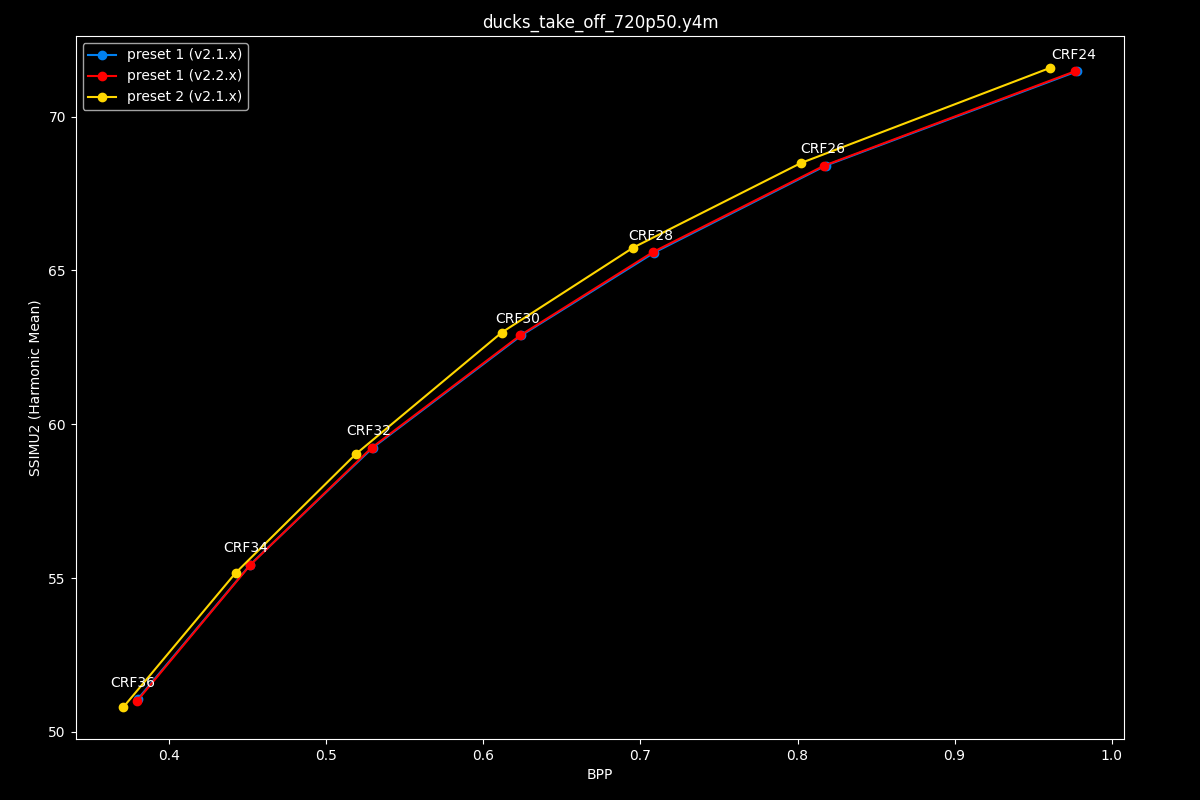 ducks_take_off_720p50.y4m
preset 1 (v2.1.x)
preset 1 (v2.2.x)
preset 2 (v2.1.x)
CRF24
CRF26
CRF28
CRF30
CRF32
CRF34
CRF36
70
65
60
55
50
SSIMU2 (Harmonic Mean)
0.4 0.5 0.6 0.7 0.8 0.9 1.0
BPP